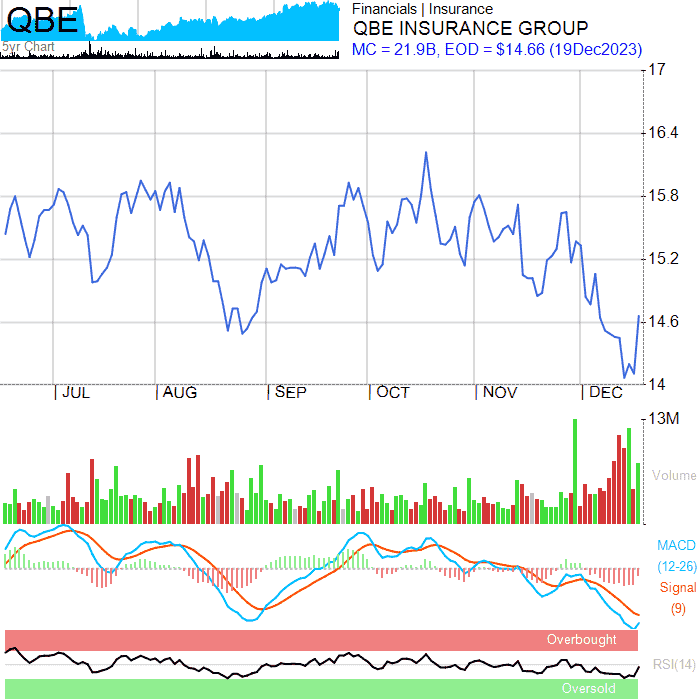 QBE
5yr Chart
Financials | Insurance
QBE INSURANCE GROUP
MC = 21.9B, EOD = $14.66 (19Dec2023)
17
16.4
15.8
15.2
14.6
14
| JUL | AUG | SEP | OCT | NOV | DEC
13M
Volume
MACD
(12-26)
Signal
(9)
Overbought
RSI(14)
Oversold